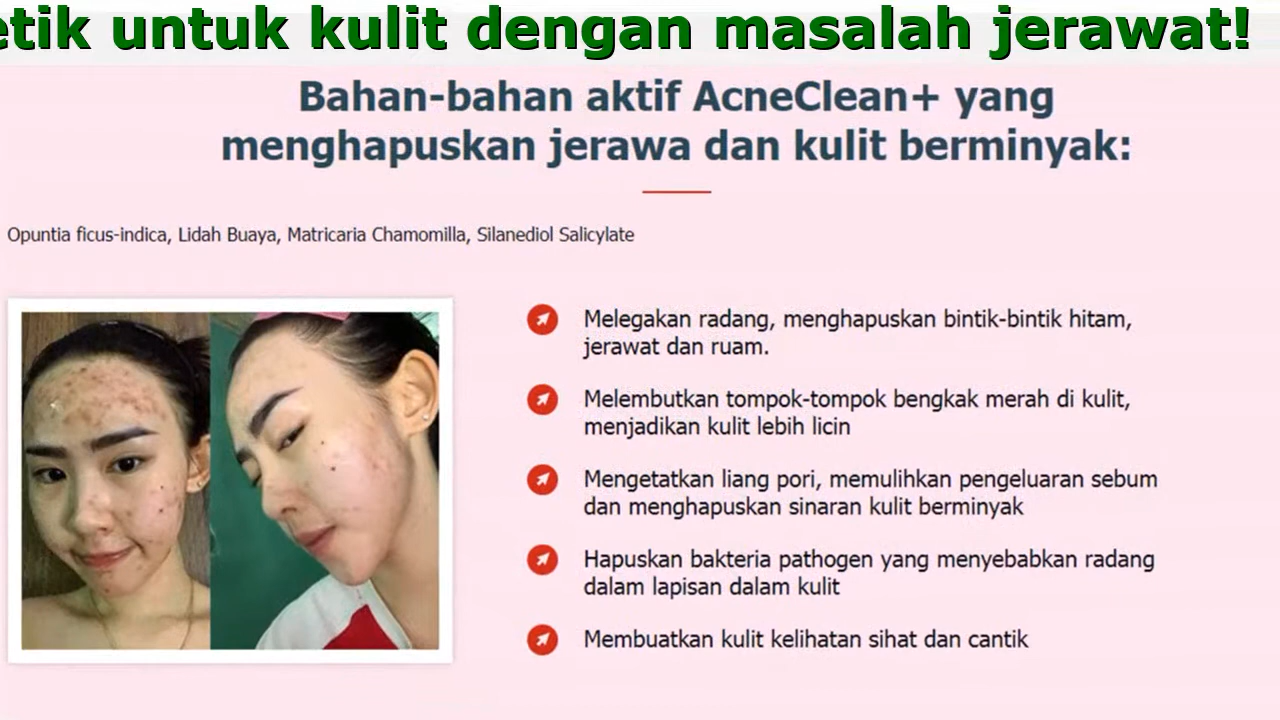 etik untuk kulit dengan masalah jerawat!
Bahan-bahan aktif AcneClean+ yang
menghapuskan jerawa dan kulit berminyak:
Opuntia ficus-indica, Lidah Buaya, Matricaria Chamomilla, Silanediol Salicylate
Melegakan radang, menghapuskan bintik-bintik hitam,
jerawat dan ruam.
Melembutkan tompok-tompok bengkak merah di kulit,
menjadikan kulit lebih licin
Mengetatkan liang pori, memulihkan pengeluaran sebum
dan menghapuskan sinaran kulit berminyak
Hapuskan bakteria pathogen yang menyebabkan radang
dalam lapisan dalam kulit
Membuatkan kulit kelihatan sihat dan cantik